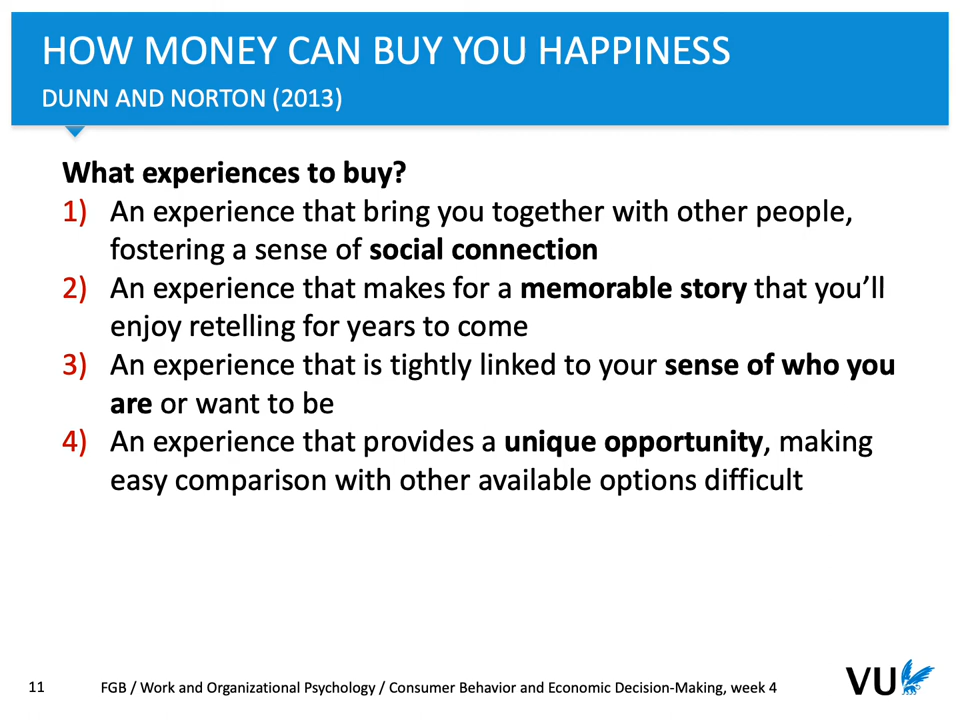 HOW MONEY CAN BUY YOU HAPPINESS
DUNN AND NORTON (2013)
What experiences to buy?
1) An experience that bring you together with other people,
fostering a sense of social connection
2) An experience that makes for a memorable story that you’ll
enjoy retelling for years to come
3) An experience that is tightly linked to your sense of who you
are or want to be
4) An experience that provides a unique opportunity, making
easy comparison with other available options difficult
11 FGB / Work and Organizational Psychology / Consumer Behavior and Economic Decision-Making, week 4
VU